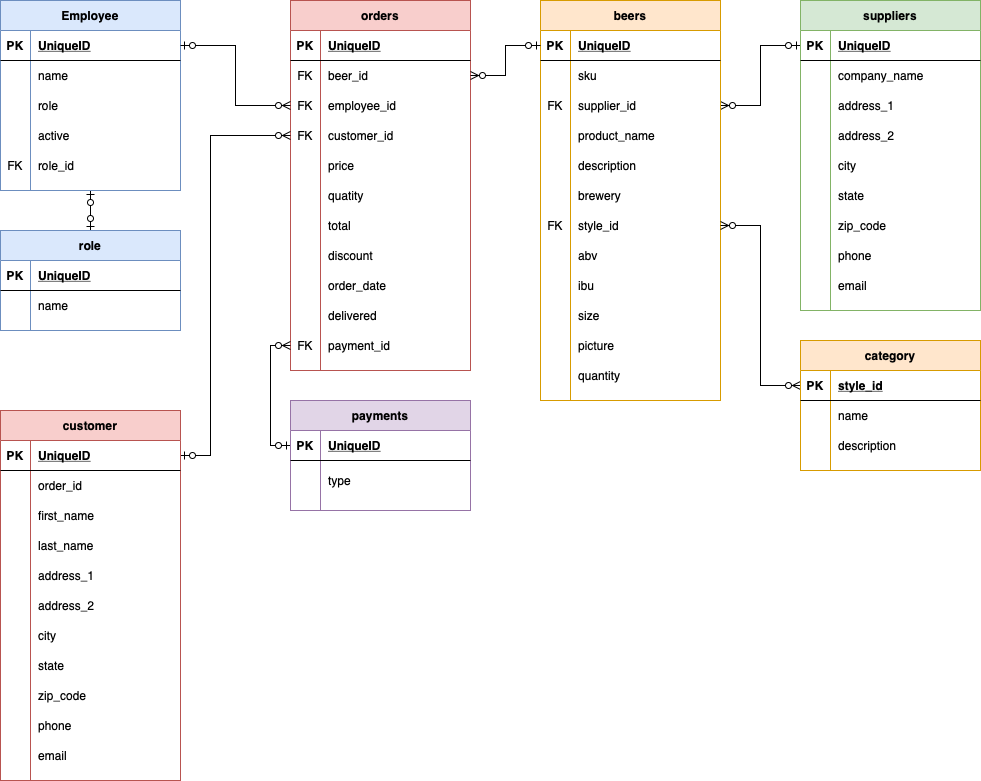 Employee
PK UniqueID
name
role
active
FK role_id
role
PK UniqueID
name
customer
PK UniqueID
order_id
first_name
last_name
address_1
address_2
city
state
zip_code
phone
email
orders
PK UniqueID
FK beer_id
FK employee_id
FK customer_id
price
quatity
total
discount
order_date
delivered
FK payment_id
payments
PK UniqueID
type
beers
PK UniqueID
sku
FK supplier_id
product_name
description
brewery
FK style_id
abv
ibu
size
picture
quantity
suppliers
PK UniqueID
company_name
address_1
address_2
city
state
zip_code
phone
email
category
PK style_id
name
description